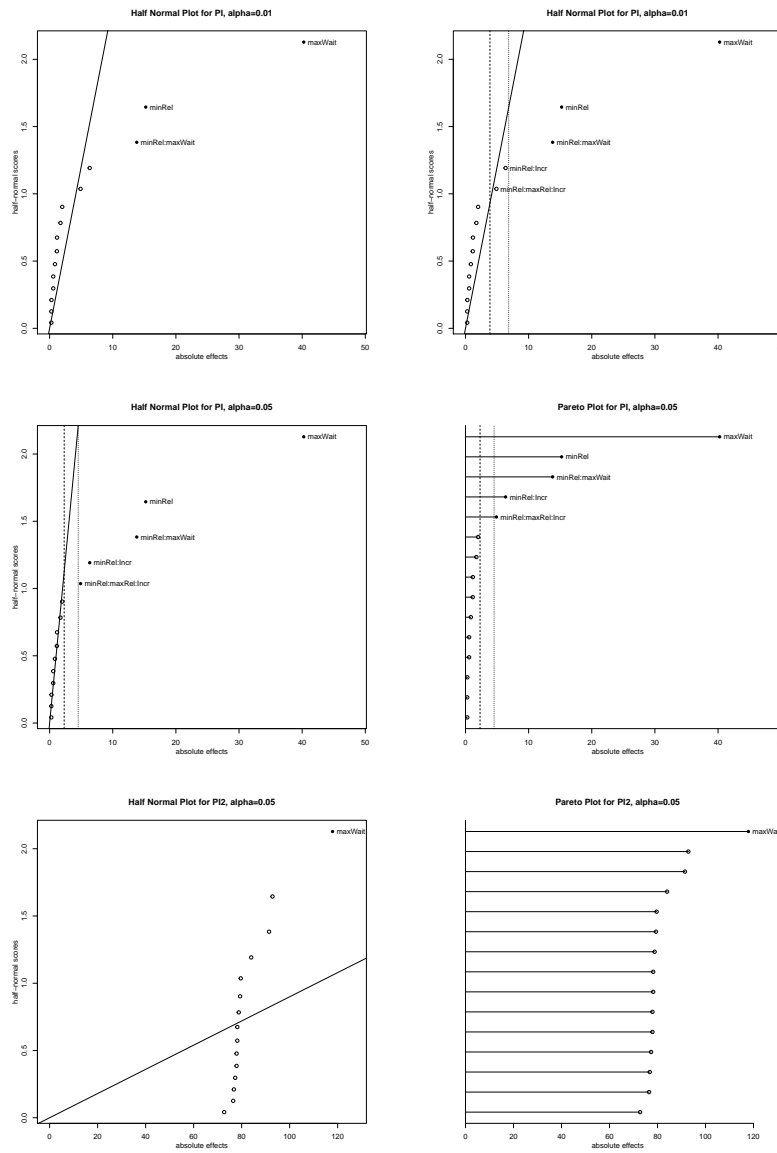 Half Normal Plot for PI, alpha=0.01
half−normal scores
2.0
1.5
1.0
0.5
0.0
maxWait
minRel
minRel:maxWait
0 10 20 30 40 50
absolute effects
Half Normal Plot for PI, alpha=0.01
half−normal scores
2.0
1.5
1.0
0.5
0.0
maxWait
minRel
minRel:maxWait
minRel:Incr
minRel:maxRel:Incr
0 10 20 30 40
absolute effects
Half Normal Plot for PI, alpha=0.05
half−normal scores
2.0
1.5
1.0
0.5
0.0
maxWait
minRel
minRel:maxWait
minRel:Incr
minRel:maxRel:Incr
0 10 20 30 40 50
absolute effects
Pareto Plot for PI, alpha=0.05
maxWait
minRel
minRel:maxWait
minRel:Incr
minRel:maxRel:Incr
0 10 20 30 40
absolute effects
Half Normal Plot for PI2, alpha=0.05
half−normal scores
2.0
1.5
1.0
0.5
0.0
maxWait
0 20 40 60 80 100 120
absolute effects
Pareto Plot for PI2, alpha=0.05
maxWa
0 20 40 60 80 100 120
absolute effects